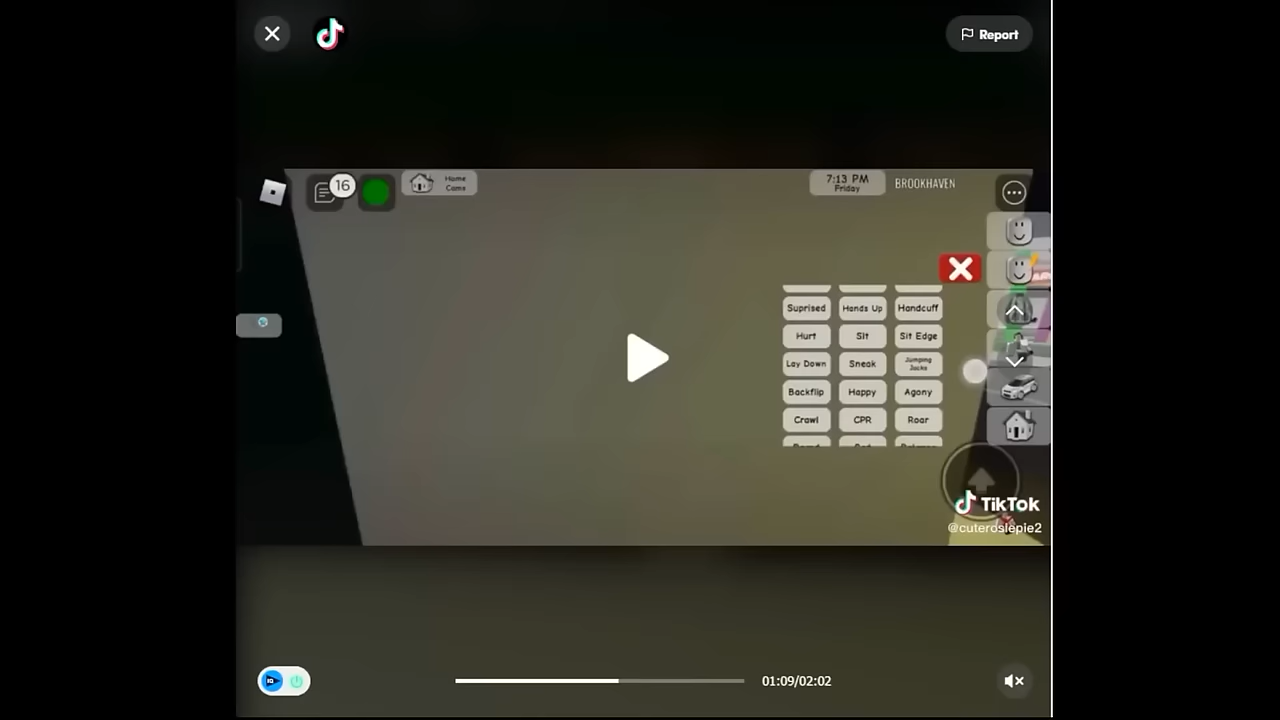 Report
16
Home
Cams
7:13 PM
Friday
BROOKHAVEN
Suprised Hands Up Handcuff
Hurt Sit Sit Edge
Lay Down Sneak Jumping Jacks
Backflip Happy Agony
Crawl CPR Roar
TikTok
@cuterosiepie2
01:09/02:02